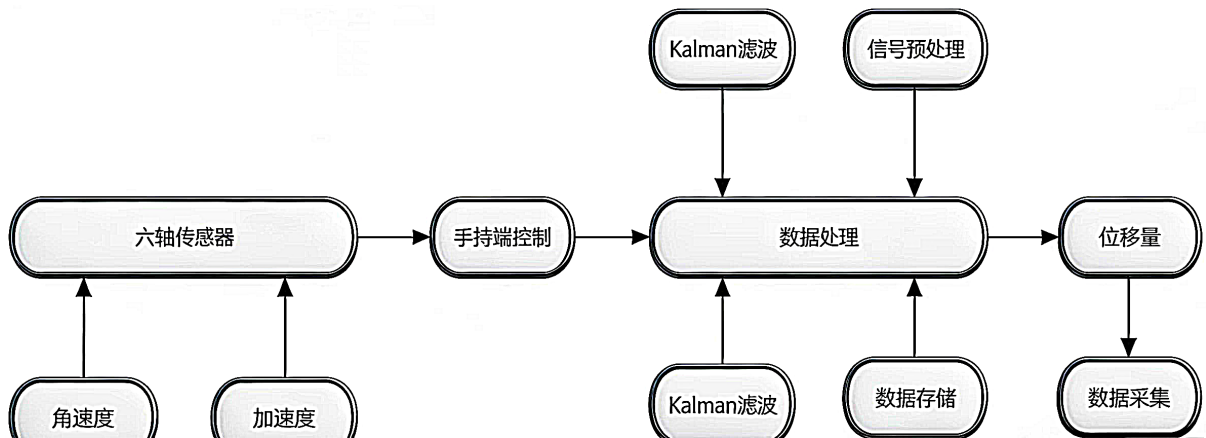 Kalman滤波
信号预处理
六轴传感器
手持端控制
数据处理
位移量
角速度
加速度
Kalman滤波
数据存储
数据采集